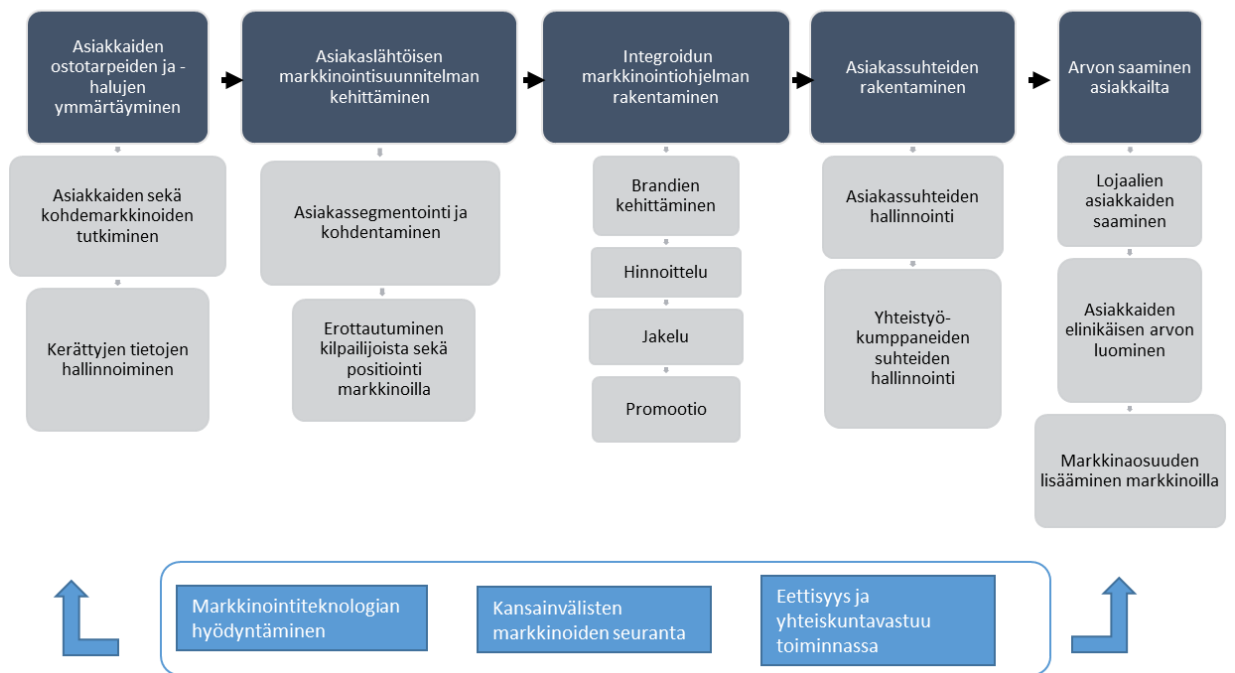 Asiakkaiden
ostotarpeiden ja -
halujen
ymmärtäyminen
Asiakaslähtöisen
markkinointisuunnitelman
kehittäminen
Integroidun
markkinointiohjelman
rakentaminen
Asiakassuhteiden
rakentaminen
Arvon saaminen
asiakkailta
Asiakkaiden sekä
kohdemarkkinoiden
tutkiminen
Kerättyjen tietojen
hallinnoiminen
Asiakassegmentointi ja
kohdentaminen
Erottautuminen
kilpailijoista sekä
positiointi
markkinoilla
Brandien
kehittäminen
Hinnoittelu
Jakelu
Promootio
Asiakassuhteiden
hallinnointi
Yhteistyö-
kumppaneiden
suhteiden
hallinnointi
Lojaalien
asiakkaiden
saaminen
Asiakkaiden
elinikäisen arvon
luominen
Markkinaosuuden
lisääminen markkinoilla
Markkinointiteknologian
hyödyntäminen
Kansainvälisten
markkinoiden seuranta
Eettisyys ja
yhteiskuntavastuu
toiminnassa